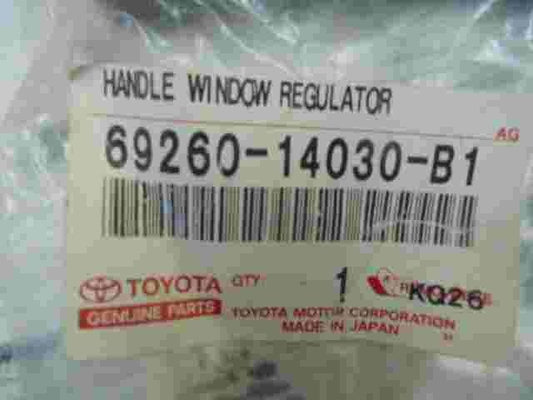 HANDLE WINDOW REGULATOR
AG
69260-14030-B1
TOYOTA
GENUINE PARTS
QTY 1 KQ26
TOYOTA MOTOR CORPORATION
MADE IN JAPAN